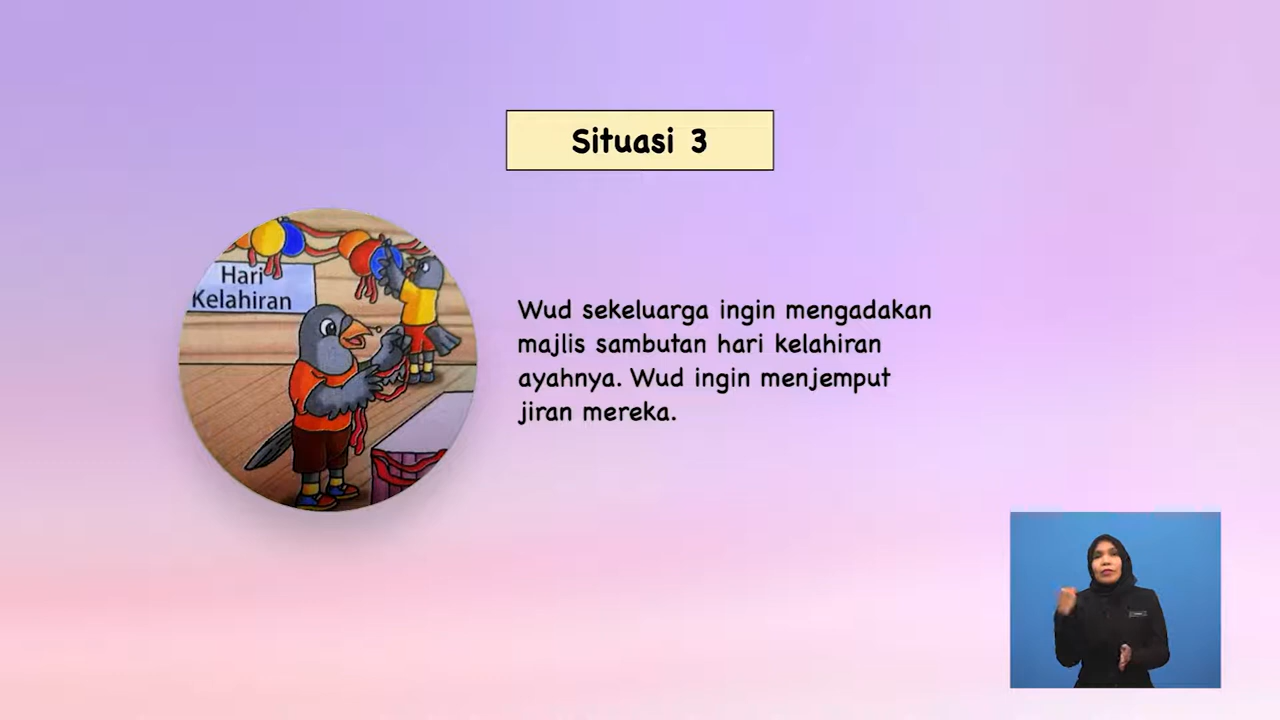 Situasi 3
Hari
Kelahiran
Wud sekeluarga ingin mengadakan
majlis sambutan hari kelahiran
ayahnya. Wud ingin menjemput
jiran mereka.